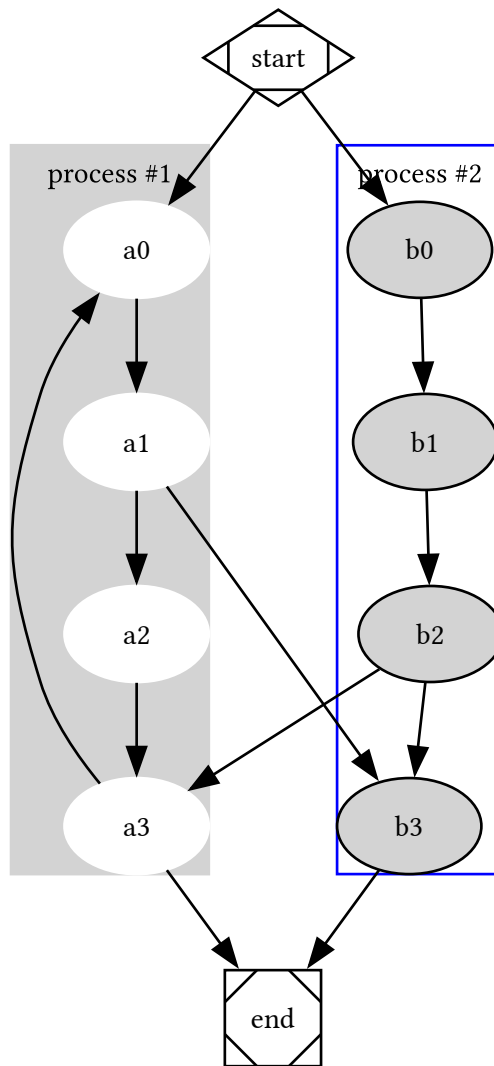 start
process #1
process #2
a0
b0
a1
b1
a2
b2
a3
b3
end